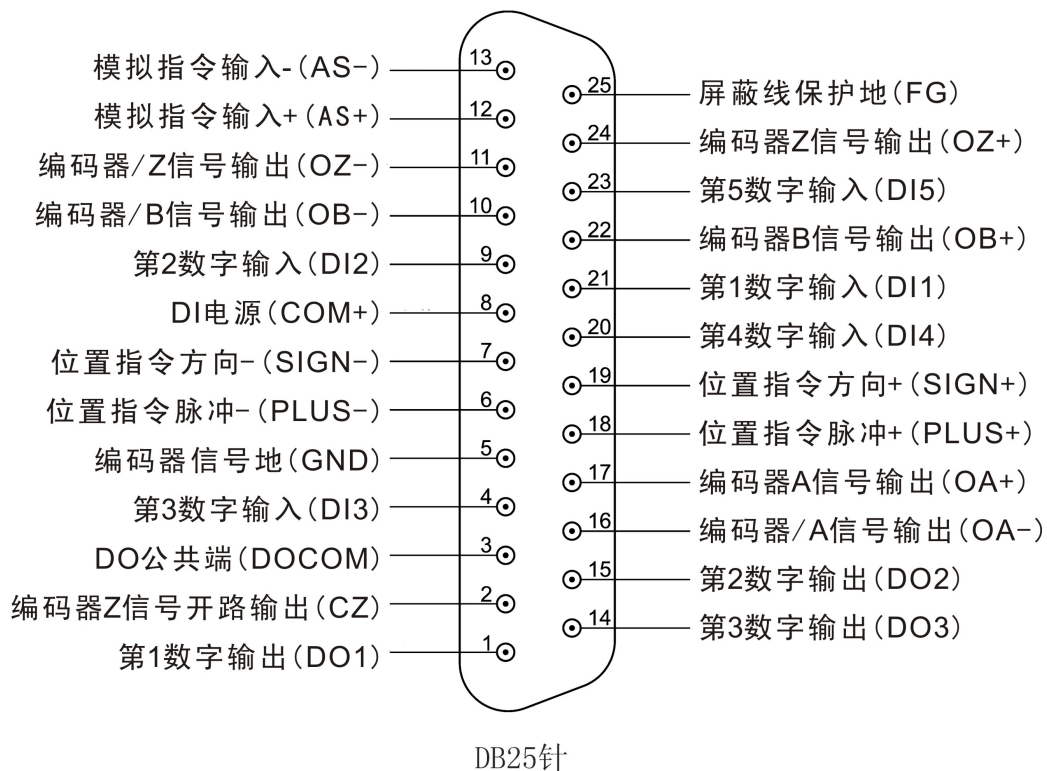 模拟指令输入-(AS-) 13
模拟指令输入+(AS+) 12
编码器/Z信号输出(OZ-) 11
编码器/B信号输出(OB-) 10
第2数字输入(DI2) 9
DI电源(COM+) 8
位置指令方向-(SIGN-) 7
位置指令脉冲-(PLUS-) 6
编码器信号地(GND) 5
第3数字输入(DI3) 4
DO公共端(DOCOM) 3
编码器Z信号开路输出(CZ) 2
第1数字输出(DO1) 1
25 屏蔽线保护地(FG)
24 编码器Z信号输出(OZ+)
23 第5数字输入(DI5)
22 编码器B信号输出(OB+)
21 第1数字输入(DI1)
20 第4数字输入(DI4)
19 位置指令方向+(SIGN+)
18 位置指令脉冲+(PLUS+)
17 编码器A信号输出(OA+)
16 编码器/A信号输出(OA-)
15 第2数字输出(DO2)
14 第3数字输出(DO3)
DB25针